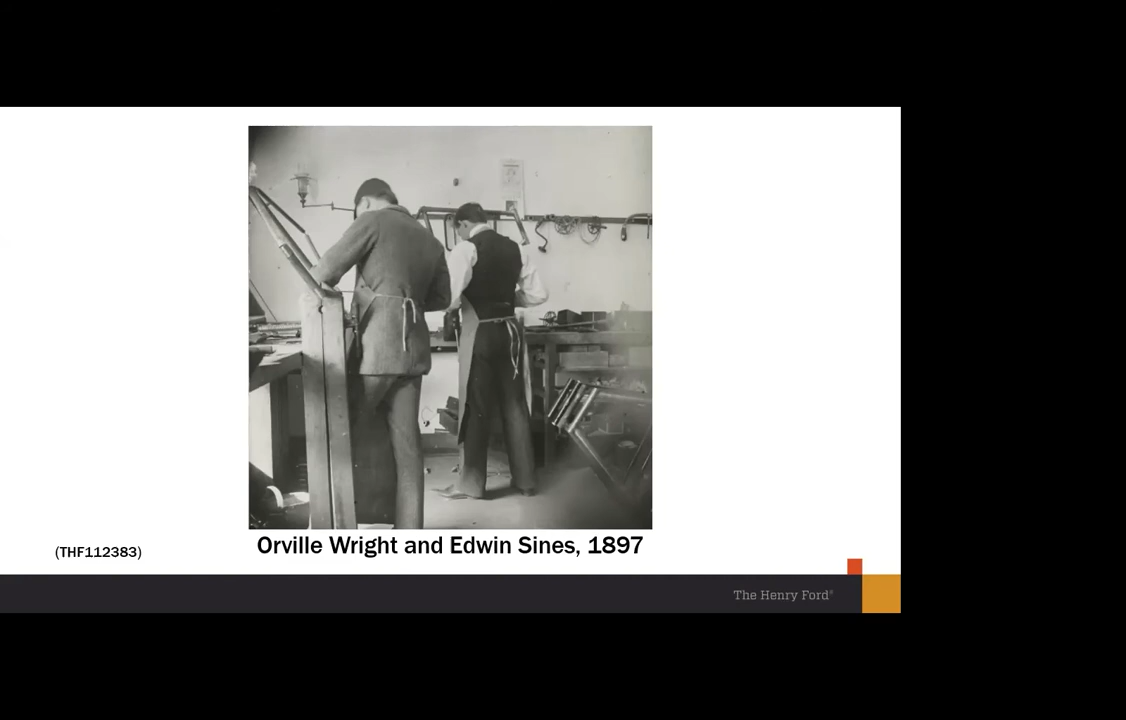 Orville Wright and Edwin Sines, 1897
(THF112383)
The Henry Ford®